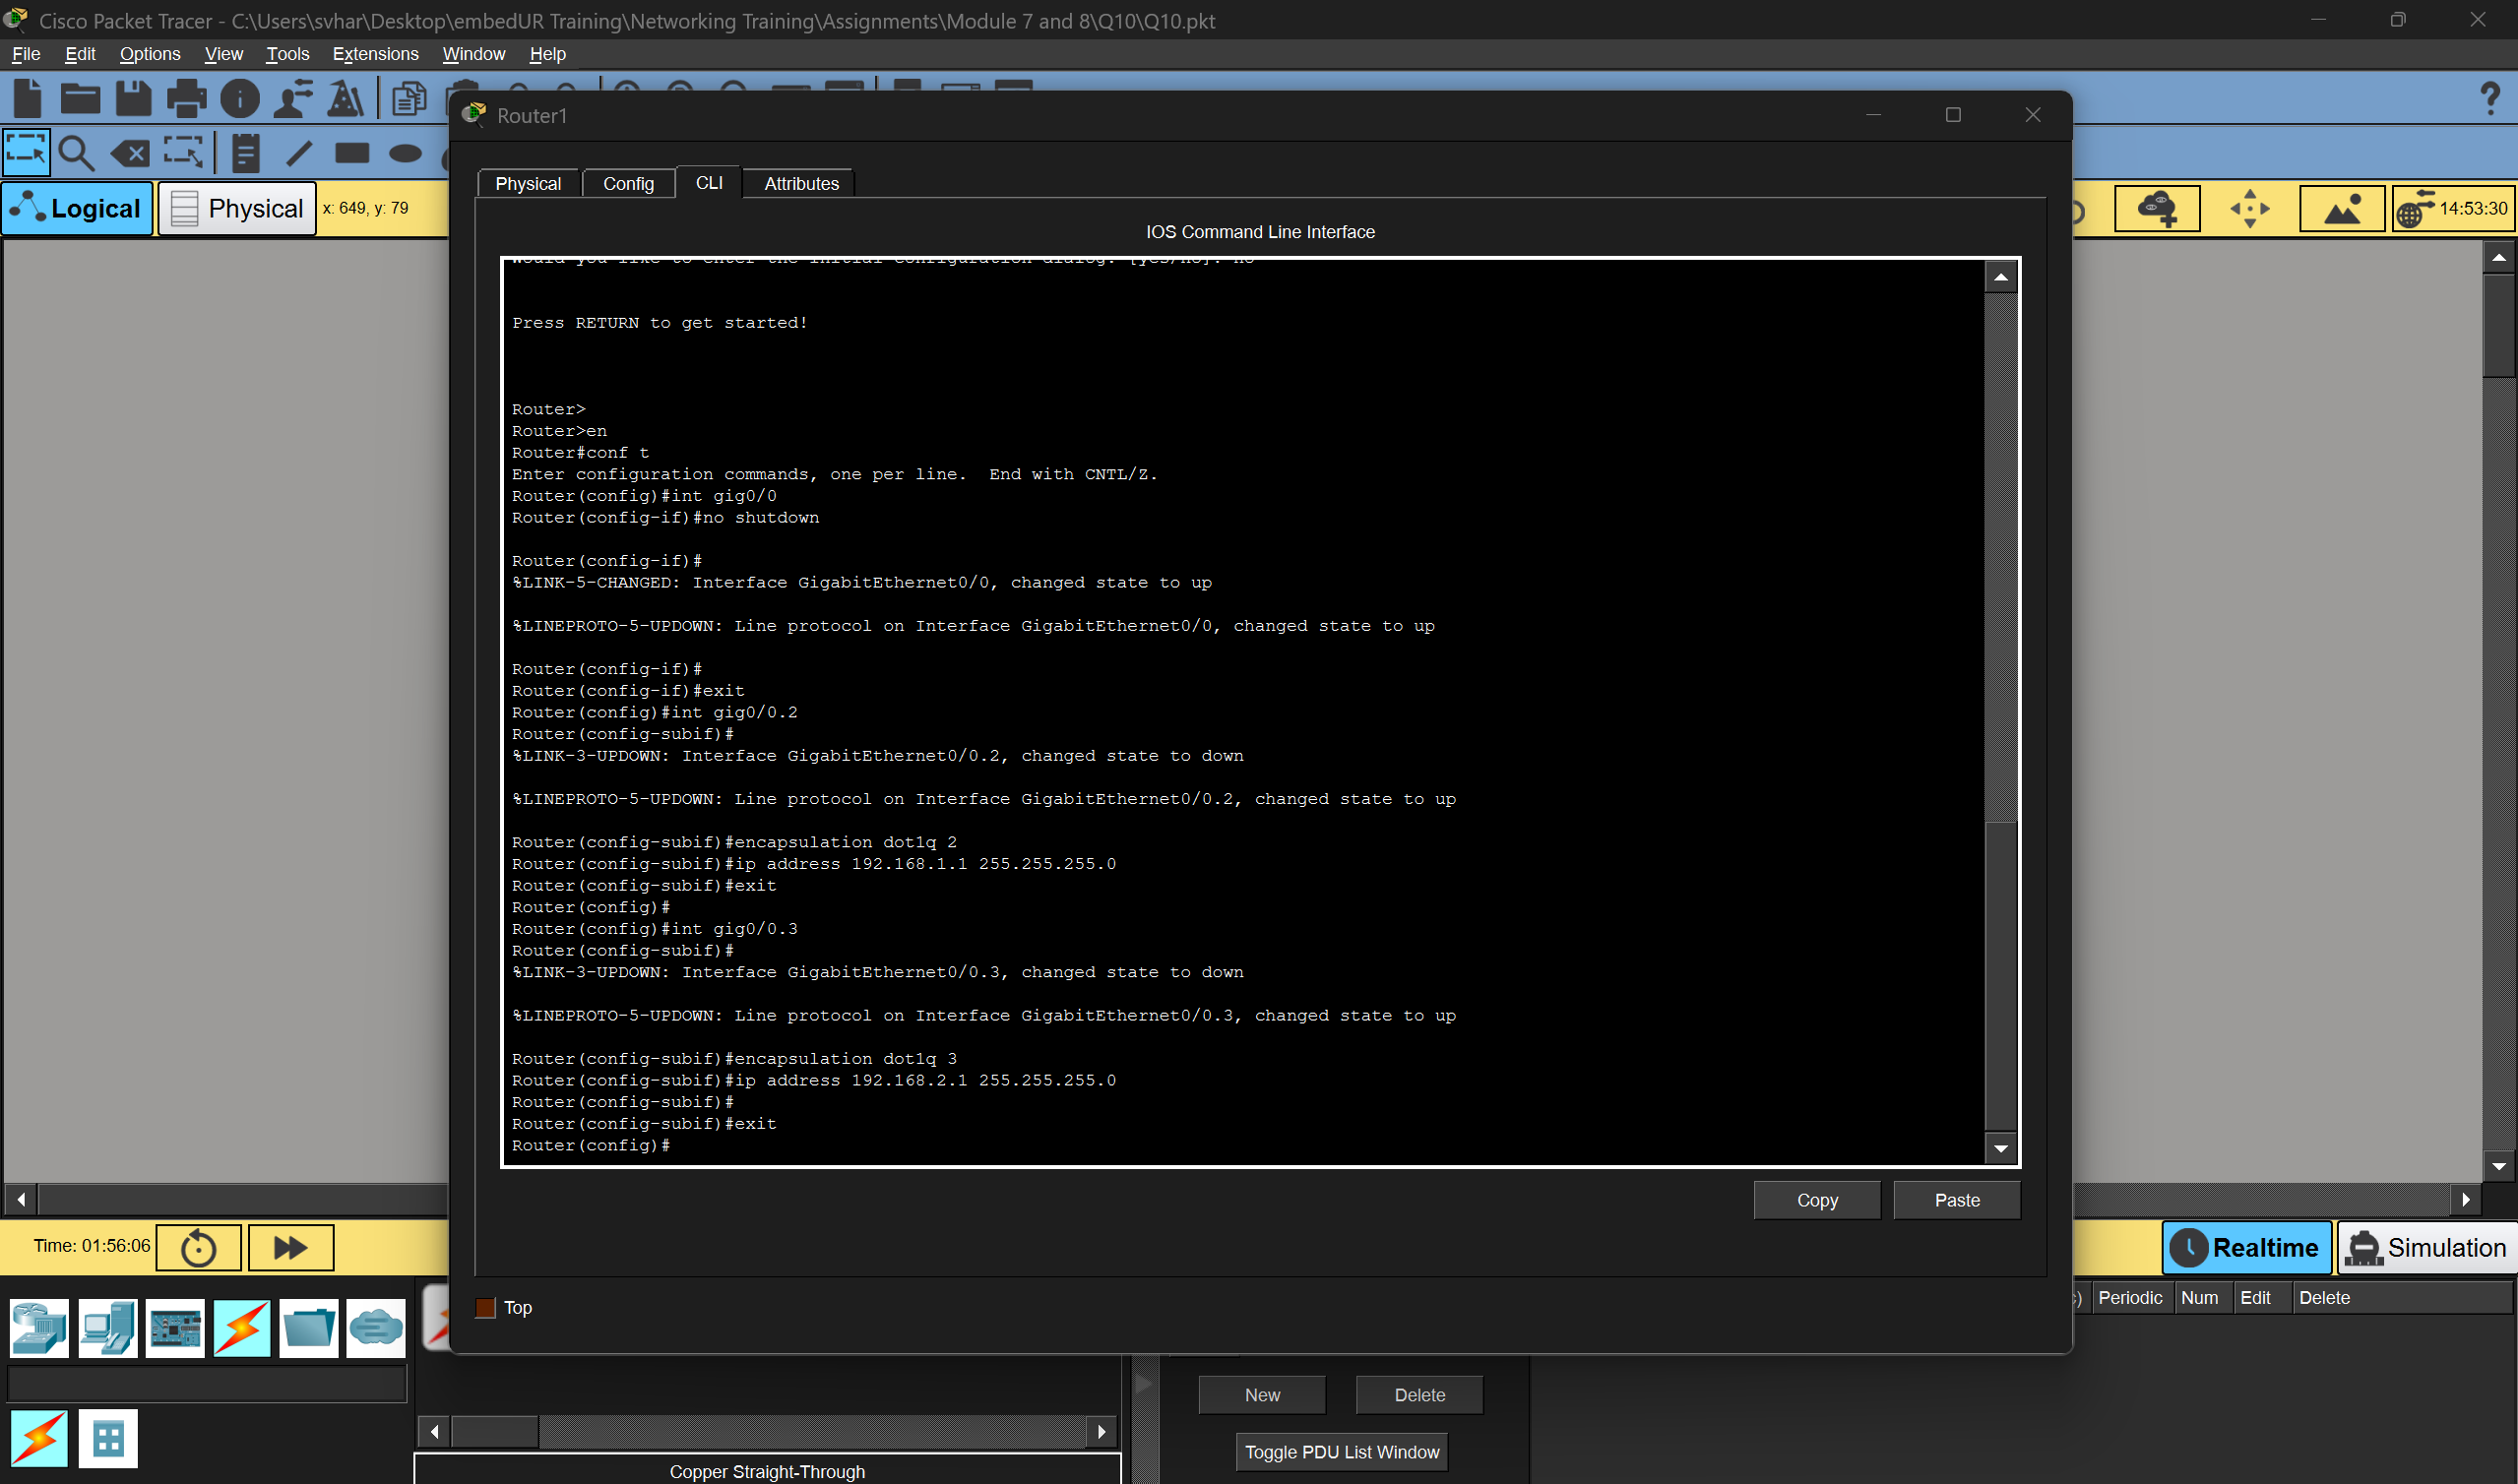 Cisco Packet Tracer - C:\Users\svhar\Desktop\embedUR Training\Networking Training\Assignments\Module 7 and 8\Q10\Q10.pkt
File Edit Options View Tools Extensions Window Help
Router1
Physical Config CLI Attributes
Logical Physical x: 649, y: 79
14:53:30
IOS Command Line Interface
Would you like to enter the initial configuration dialog? [yes/no]: no
Press RETURN to get started!
Router>
Router>en
Router#conf t
Enter configuration commands, one per line.  End with CNTL/Z.
Router(config)#int gig0/0
Router(config-if)#no shutdown
Router(config-if)#
%LINK-5-CHANGED: Interface GigabitEthernet0/0, changed state to up
%LINEPROTO-5-UPDOWN: Line protocol on Interface GigabitEthernet0/0, changed state to up
Router(config-if)#
Router(config-if)#exit
Router(config)#int gig0/0.2
Router(config-subif)#
%LINK-3-UPDOWN: Interface GigabitEthernet0/0.2, changed state to down
%LINEPROTO-5-UPDOWN: Line protocol on Interface GigabitEthernet0/0.2, changed state to up
Router(config-subif)#encapsulation dot1q 2
Router(config-subif)#ip address 192.168.1.1 255.255.255.0
Router(config-subif)#exit
Router(config)#
Router(config)#int gig0/0.3
Router(config-subif)#
%LINK-3-UPDOWN: Interface GigabitEthernet0/0.3, changed state to down
%LINEPROTO-5-UPDOWN: Line protocol on Interface GigabitEthernet0/0.3, changed state to up
Router(config-subif)#encapsulation dot1q 3
Router(config-subif)#ip address 192.168.2.1 255.255.255.0
Router(config-subif)#
Router(config-subif)#exit
Router(config)#
Copy Paste
Time: 01:56:06
Realtime Simulation
Top
Periodic Num Edit Delete
New Delete
Toggle PDU List Window
Copper Straight-Through